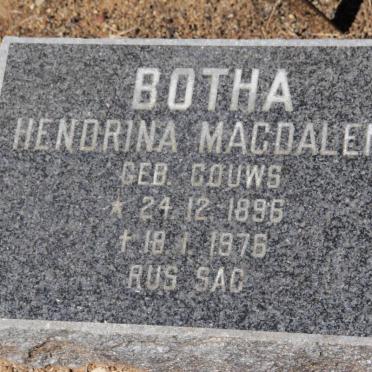 BOTHA
HENDRINA MAGDALEN
GEB. GOUWS
* 24.12.1896
† 18.1.1976
RUS SAG